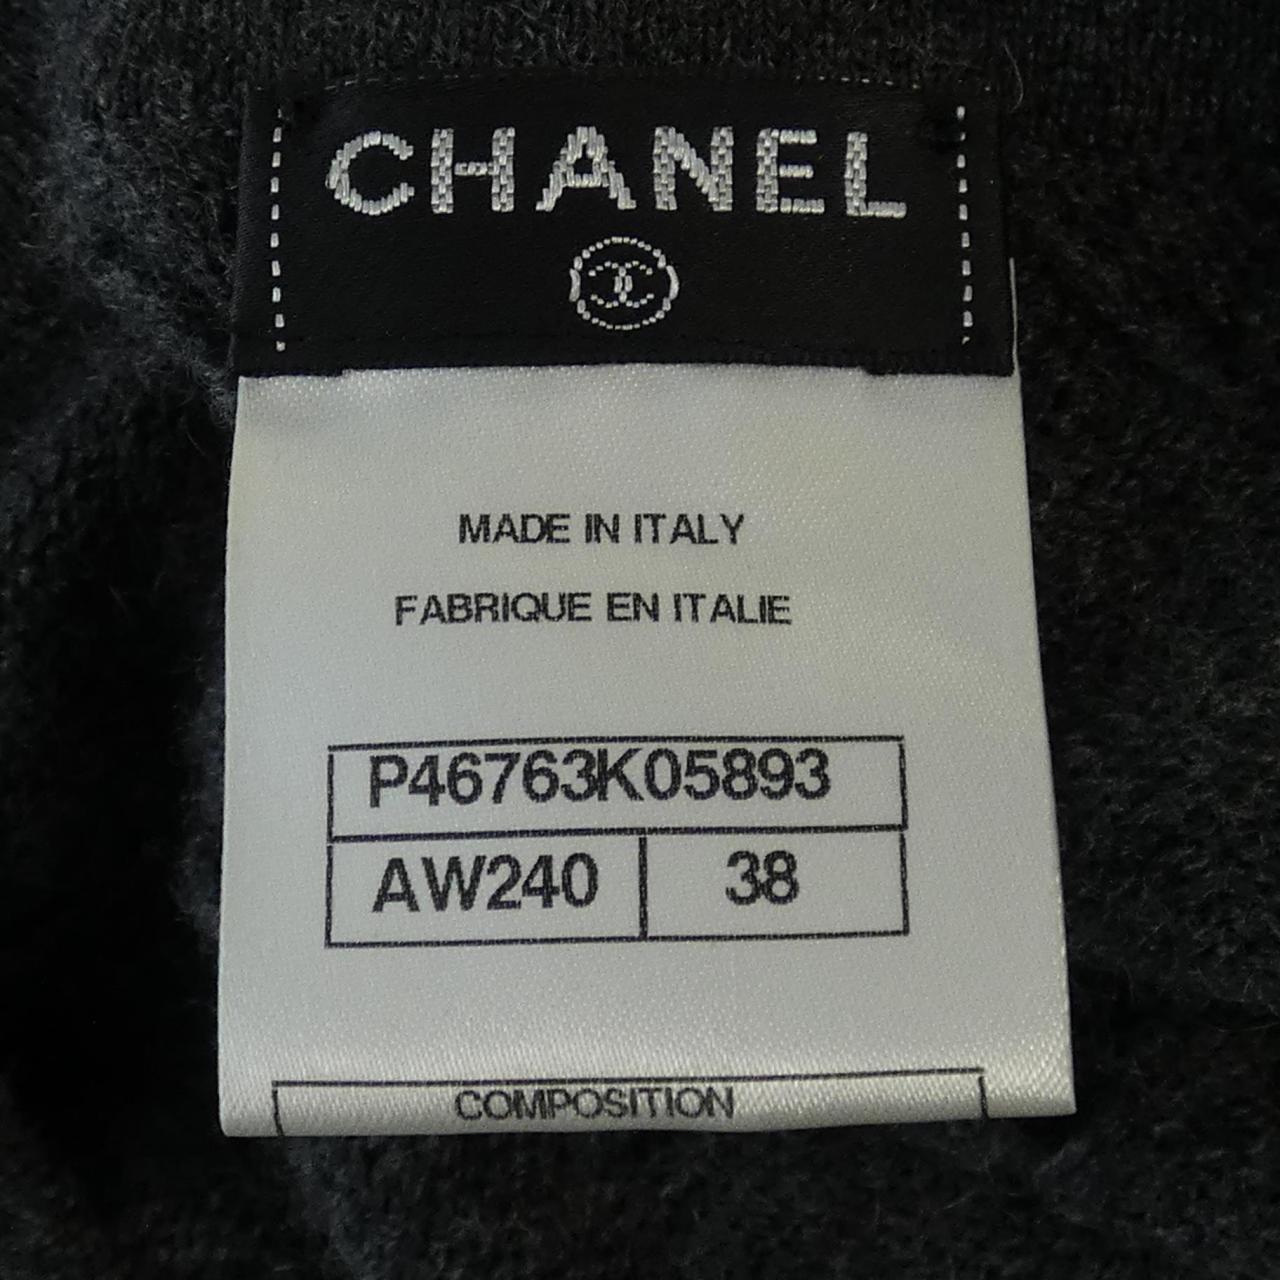 CHANEL
MADE IN ITALY
FABRIQUE EN ITALIE
P46763K05893
AW240 38
COMPOSITION